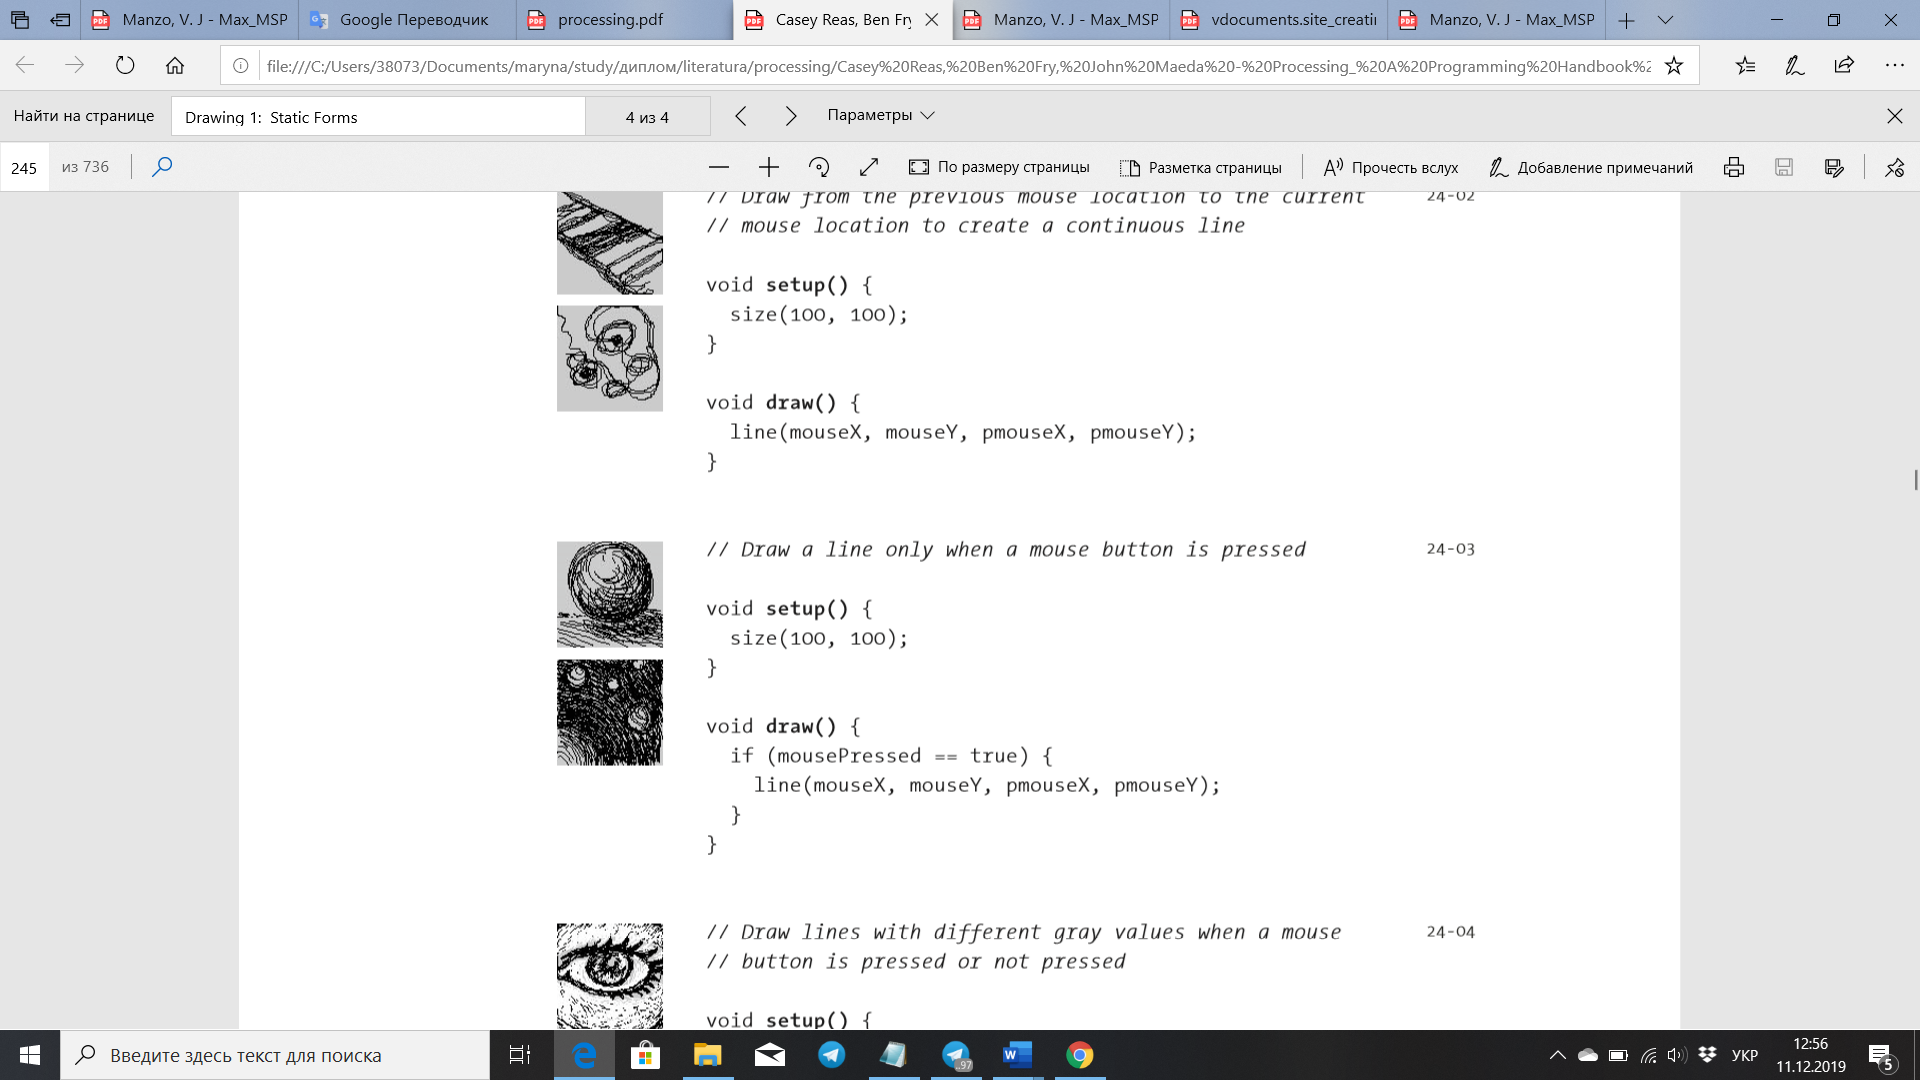 Manzo, V. J - Max_MSP
Google Переводчик
processing.pdf
Casey Reas, Ben Fry
Manzo, V. J - Max_MSP
vdocuments.site_creatin
Manzo, V. J - Max_MSP
file:///C:/Users/38073/Documents/maryna/study/диплом/literatura/processing/Casey%20Reas,%20Ben%20Fry,%20John%20Maeda%20-%20Processing_%20A%20Programming%20Handbook%2
Найти на странице
Drawing 1:  Static Forms
4 из 4
Параметры
245
из 736
По размеру страницы
Разметка страницы
Прочесть вслух
Добавление примечаний
// Draw from the previous mouse location to the current 24-02
// mouse location to create a continuous line
void setup() {
size(100, 100);
}
void draw() {
line(mouseX, mouseY, pmouseX, pmouseY);
}
// Draw a line only when a mouse button is pressed 24-03
void setup() {
size(100, 100);
}
void draw() {
if (mousePressed == true) {
line(mouseX, mouseY, pmouseX, pmouseY);
}
}
// Draw lines with different gray values when a mouse 24-04
// button is pressed or not pressed
void setup() {
Введите здесь текст для поиска
97
УКР
12:56
11.12.2019
5